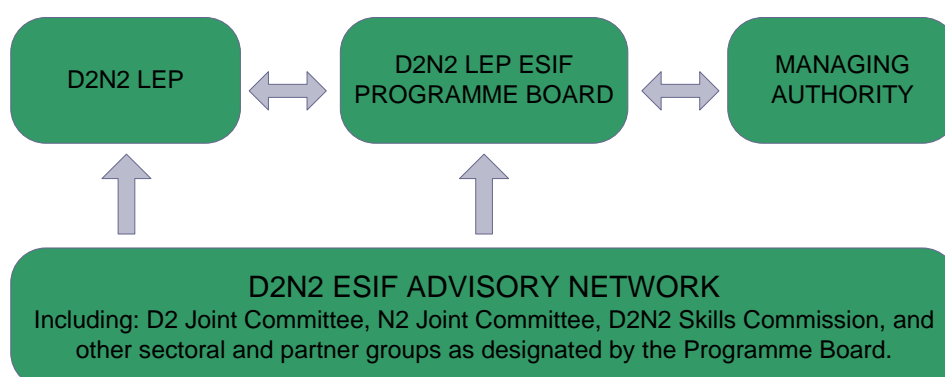 D2N2 LEP
D2N2 LEP ESIF
PROGRAMME BOARD
MANAGING
AUTHORITY
D2N2 ESIF ADVISORY NETWORK
Including: D2 Joint Committee, N2 Joint Committee, D2N2 Skills Commission, and
other sectoral and partner groups as designated by the Programme Board.